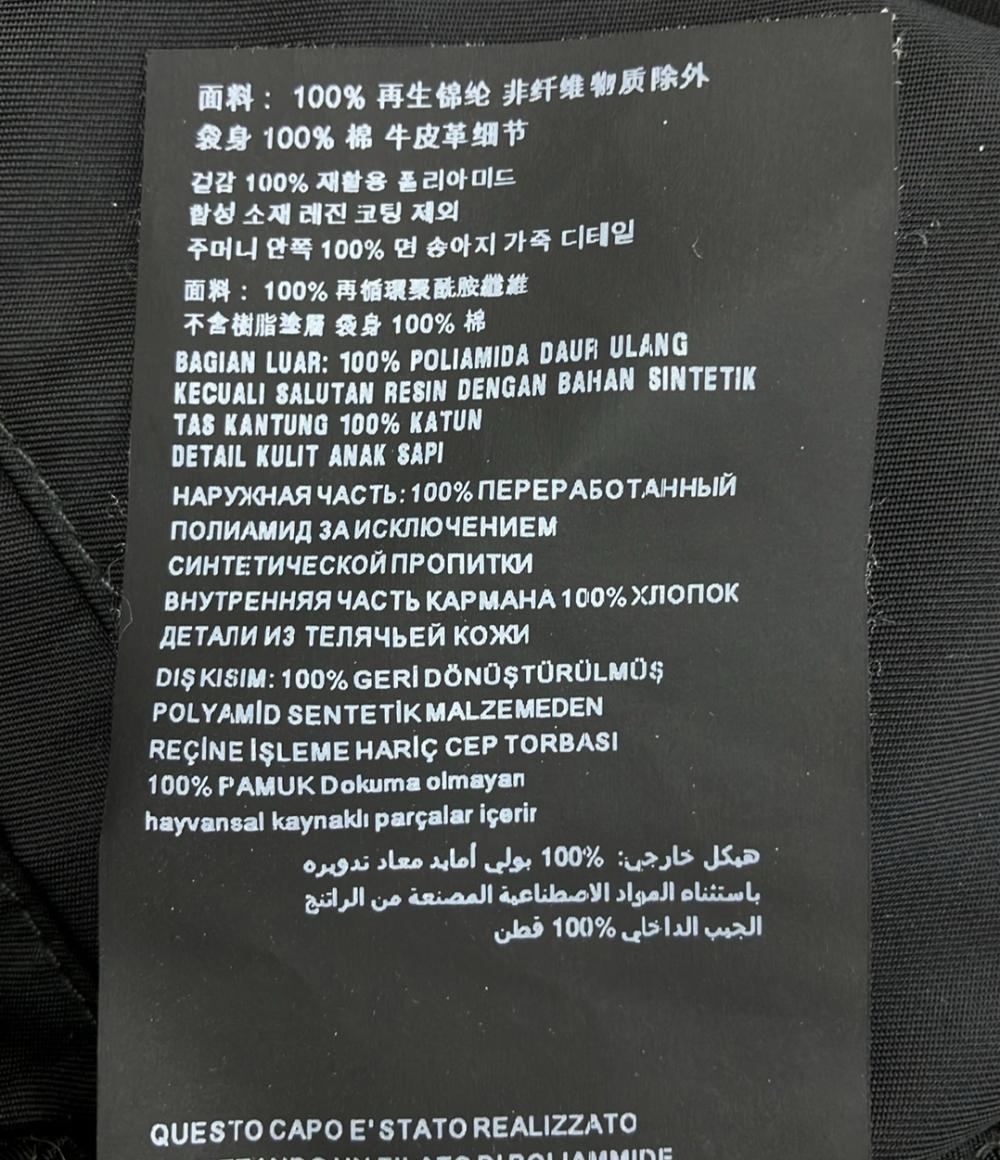 面料： 100% 再生锦纶 非纤维物质除外
袋身 100% 棉 牛皮革细节
겉감 100% 재활용 폴리아미드
합성 소재 레진 코팅 제외
주머니 안쪽 100% 면 송아지 가죽 디테일
面料： 100% 再循環聚酰胺纖維
不含樹脂塗層 袋身 100% 棉
BAGIAN LUAR: 100% POLIAMIDA DAUR ULANG
KECUALI SALUTAN RESIN DENGAN BAHAN SINTETIK
TAS KANTUNG 100% KATUN
DETAIL KULIT ANAK SAPI
НАРУЖНАЯ ЧАСТЬ: 100% ПЕРЕРАБОТАННЫЙ
ПОЛИАМИД ЗА ИСКЛЮЧЕНИЕМ
СИНТЕТИЧЕСКОЙ ПРОПИТКИ
ВНУТРЕННЯЯ ЧАСТЬ КАРМАНА 100% ХЛОПОК
ДЕТАЛИ ИЗ ТЕЛЯЧЬЕЙ КОЖИ
DIŞ KISIM: 100% GERİ DÖNÜŞTÜRÜLMÜŞ
POLYAMİD SENTETİK MALZEMEDEN
REÇİNE İŞLEME HARİÇ CEP TORBASI
100% PAMUK Dokuma olmayan
hayvansal kaynaklı parçalar içerir
هيكل خارجي: 100% بولي أمايد معاد تدويره
باستثناء المواد الاصطناعية المصنعة من الراتنج
الجيب الداخلي 100% قطن
QUESTO CAPO E' STATO REALIZZATO
UN FILATO DI POLIAMMIDE